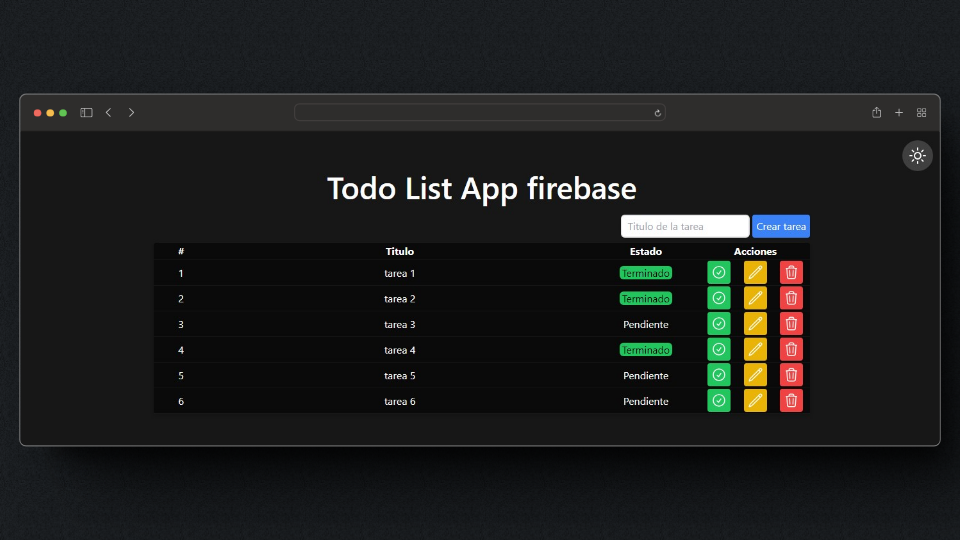 Todo List App firebase
Titulo de la tarea Crear tarea
# Titulo Estado Acciones
1 tarea 1 Terminado
2 tarea 2 Terminado
3 tarea 3 Pendiente
4 tarea 4 Terminado
5 tarea 5 Pendiente
6 tarea 6 Pendiente